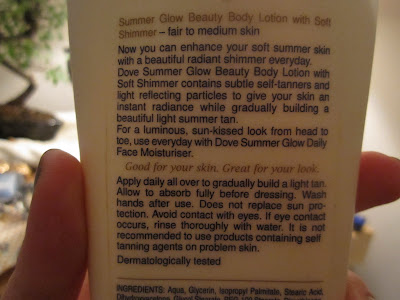 Summer Glow Beauty Body Lotion with Soft
Shimmer – fair to medium skin
Now you can enhance your soft summer skin
with a beautiful radiant shimmer everyday.
Dove Summer Glow Beauty Body Lotion with
Soft Shimmer contains subtle self-tanners and
light reflecting particles to give your skin an
instant radiance while gradually building a
beautiful light summer tan.
For a luminous, sun-kissed look from head to
toe, use everyday with Dove Summer Glow Daily
Face Moisturiser.
Good for your skin. Great for your look.
Apply daily all over to gradually build a light tan.
Allow to absorb fully before dressing. Wash
hands after use. Does not replace sun pro-
tection. Avoid contact with eyes. If eye contact
occurs, rinse thoroughly with water. It is not
recommended to use products containing self
tanning agents on problem skin.
Dermatologically tested
INGREDIENTS: Aqua, Glycerin, Isopropyl Palmitate, Stearic Acid,